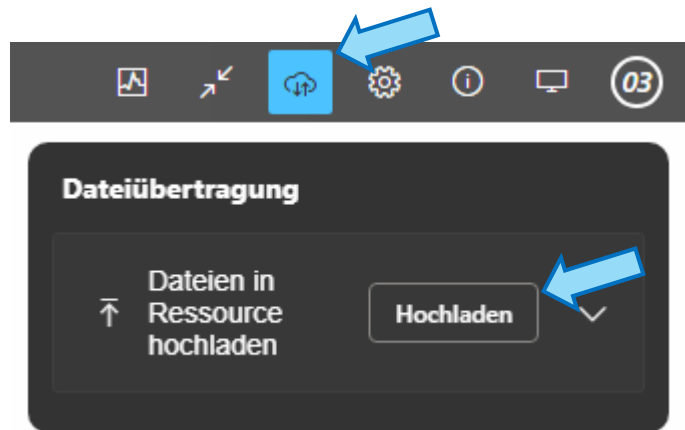 03
Dateiübertragung
Dateien in
Ressource
hochladen
Hochladen